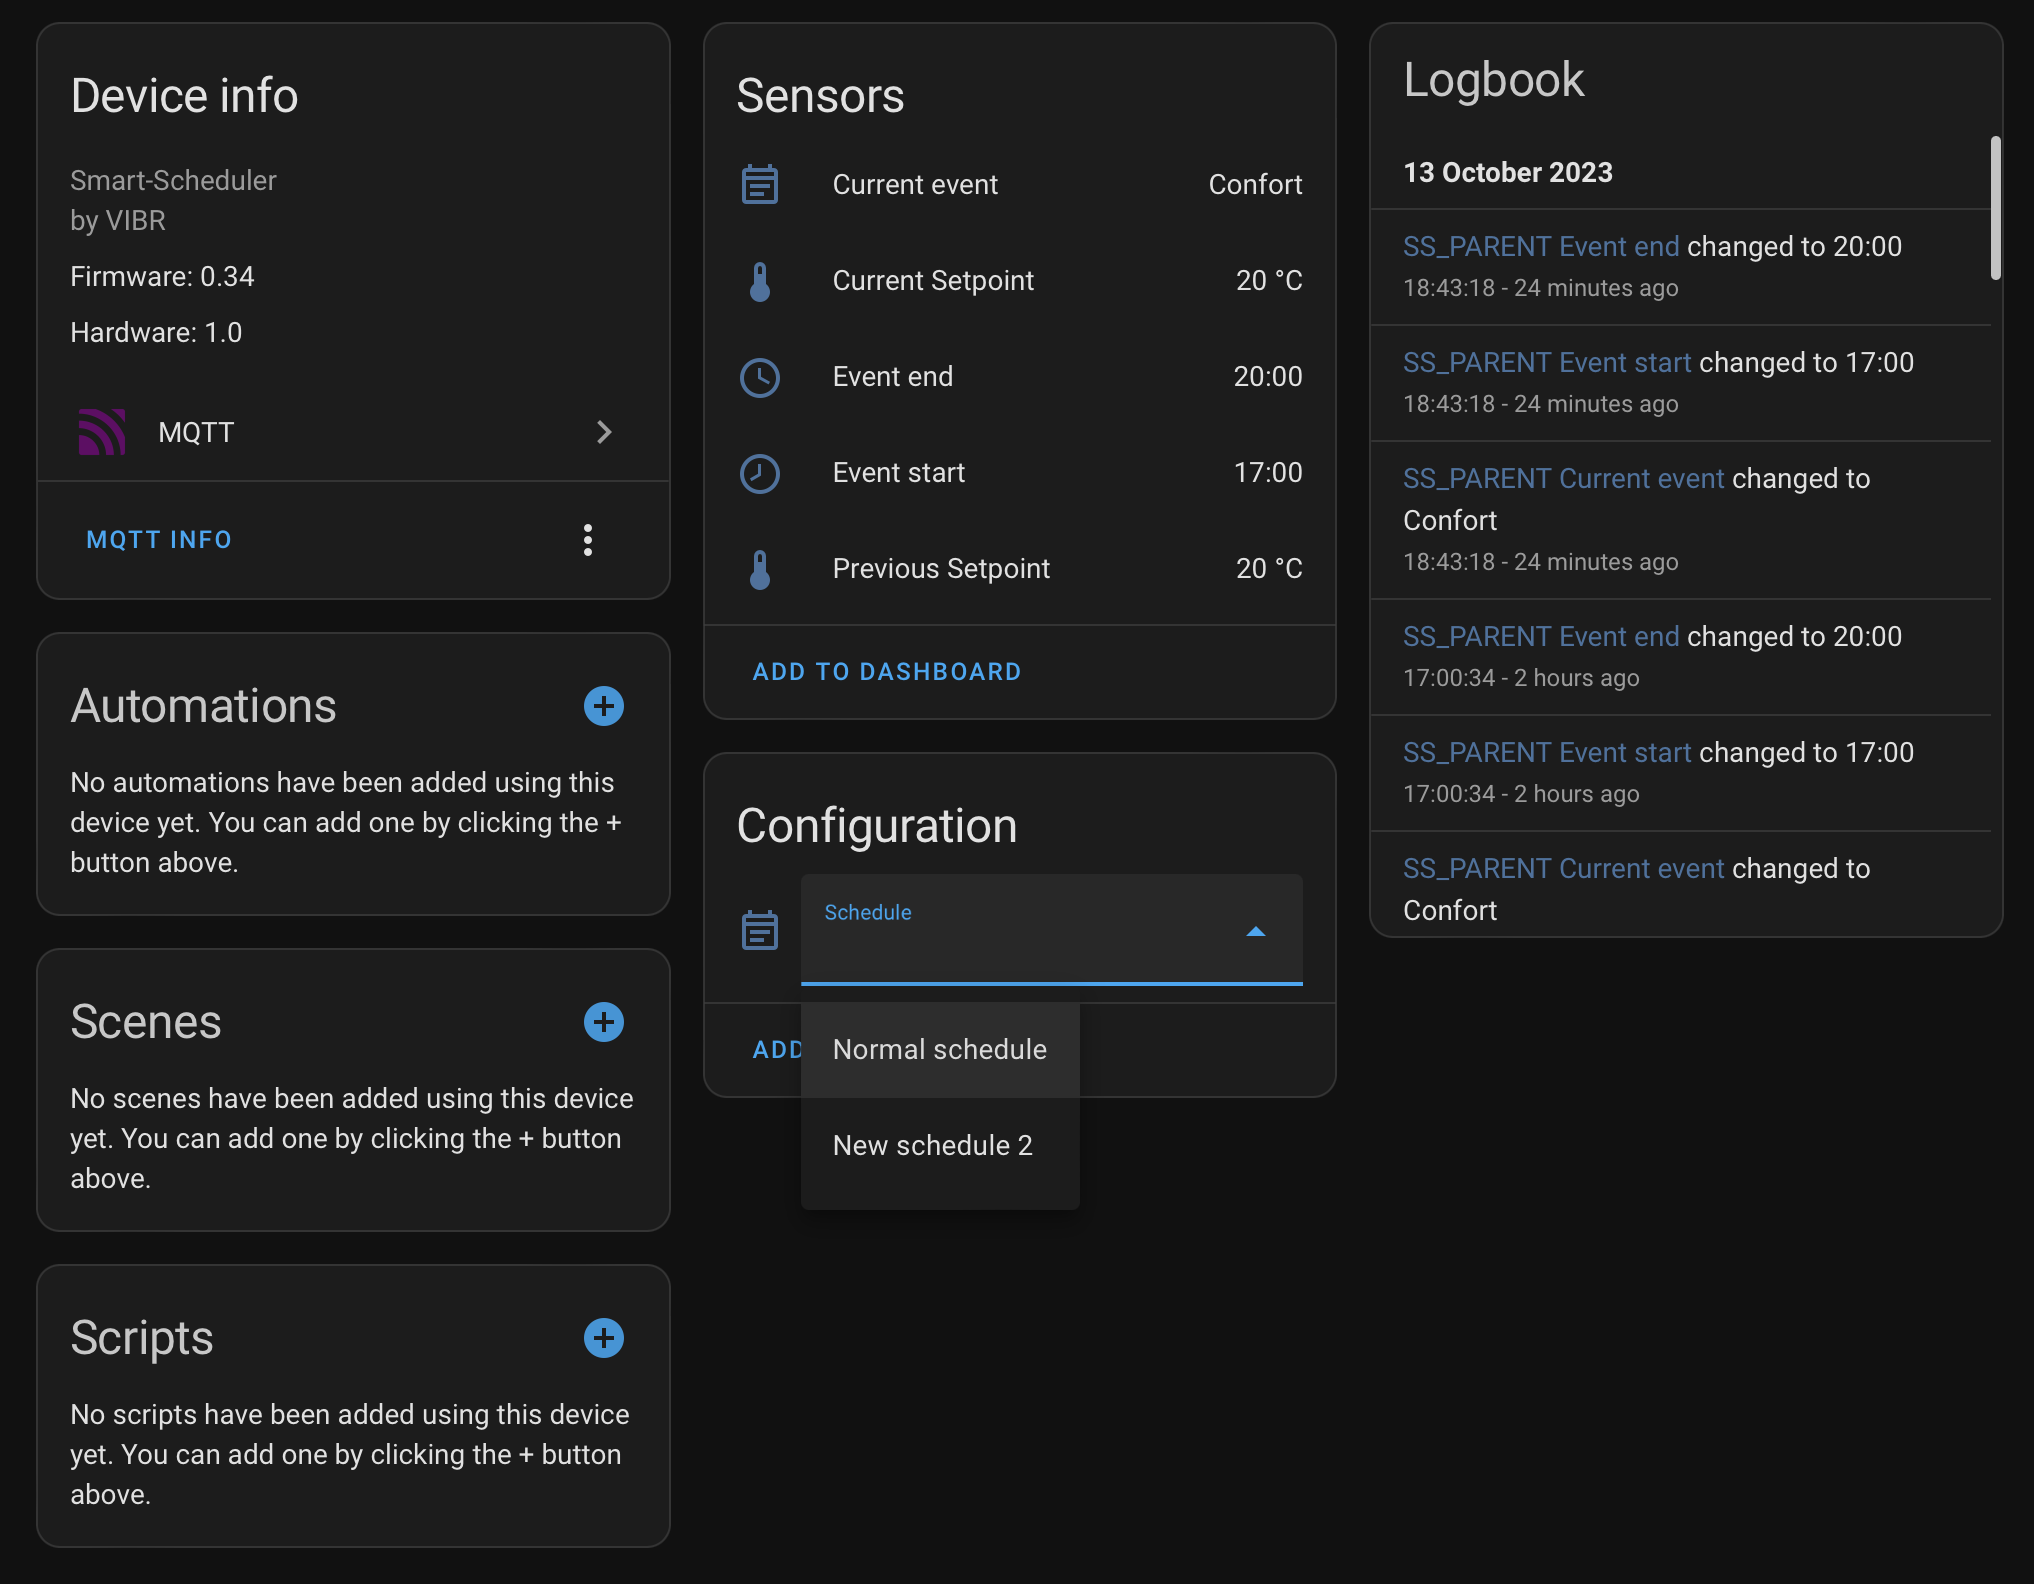 Device info
Smart-Scheduler
by VIBR
Firmware: 0.34
Hardware: 1.0
MQTT
MQTT INFO
Automations
No automations have been added using this
device yet. You can add one by clicking the +
button above.
Scenes
No scenes have been added using this device
yet. You can add one by clicking the + button
above.
Scripts
No scripts have been added using this device
yet. You can add one by clicking the + button
above.
Sensors
Current event Confort
Current Setpoint 20 °C
Event end 20:00
Event start 17:00
Previous Setpoint 20 °C
ADD TO DASHBOARD
Configuration
Schedule
ADD
Normal schedule
New schedule 2
Logbook
13 October 2023
SS_PARENT Event end changed to 20:00
18:43:18 - 24 minutes ago
SS_PARENT Event start changed to 17:00
18:43:18 - 24 minutes ago
SS_PARENT Current event changed to
Confort
18:43:18 - 24 minutes ago
SS_PARENT Event end changed to 20:00
17:00:34 - 2 hours ago
SS_PARENT Event start changed to 17:00
17:00:34 - 2 hours ago
SS_PARENT Current event changed to
Confort